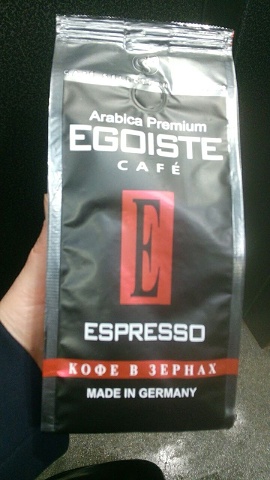 Arabica Premium
EGOISTE
CAFÉ
E
ESPRESSO
КОФЕ В ЗЕРНАХ
MADE IN GERMANY